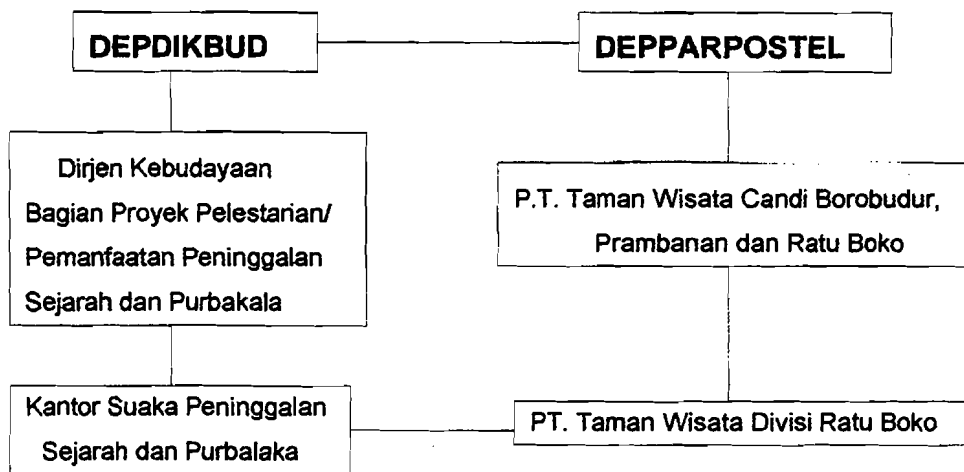 DEPDIKBUD
DEPPARPOSTEL
Dirjen Kebudayaan
Bagian Proyek Pelestarian/
Pemanfaatan Peninggalan
Sejarah dan Purbakala
P.T. Taman Wisata Candi Borobudur,
Prambanan dan Ratu Boko
Kantor Suaka Peninggalan
Sejarah dan Purbalaka
PT. Taman Wisata Divisi Ratu Boko